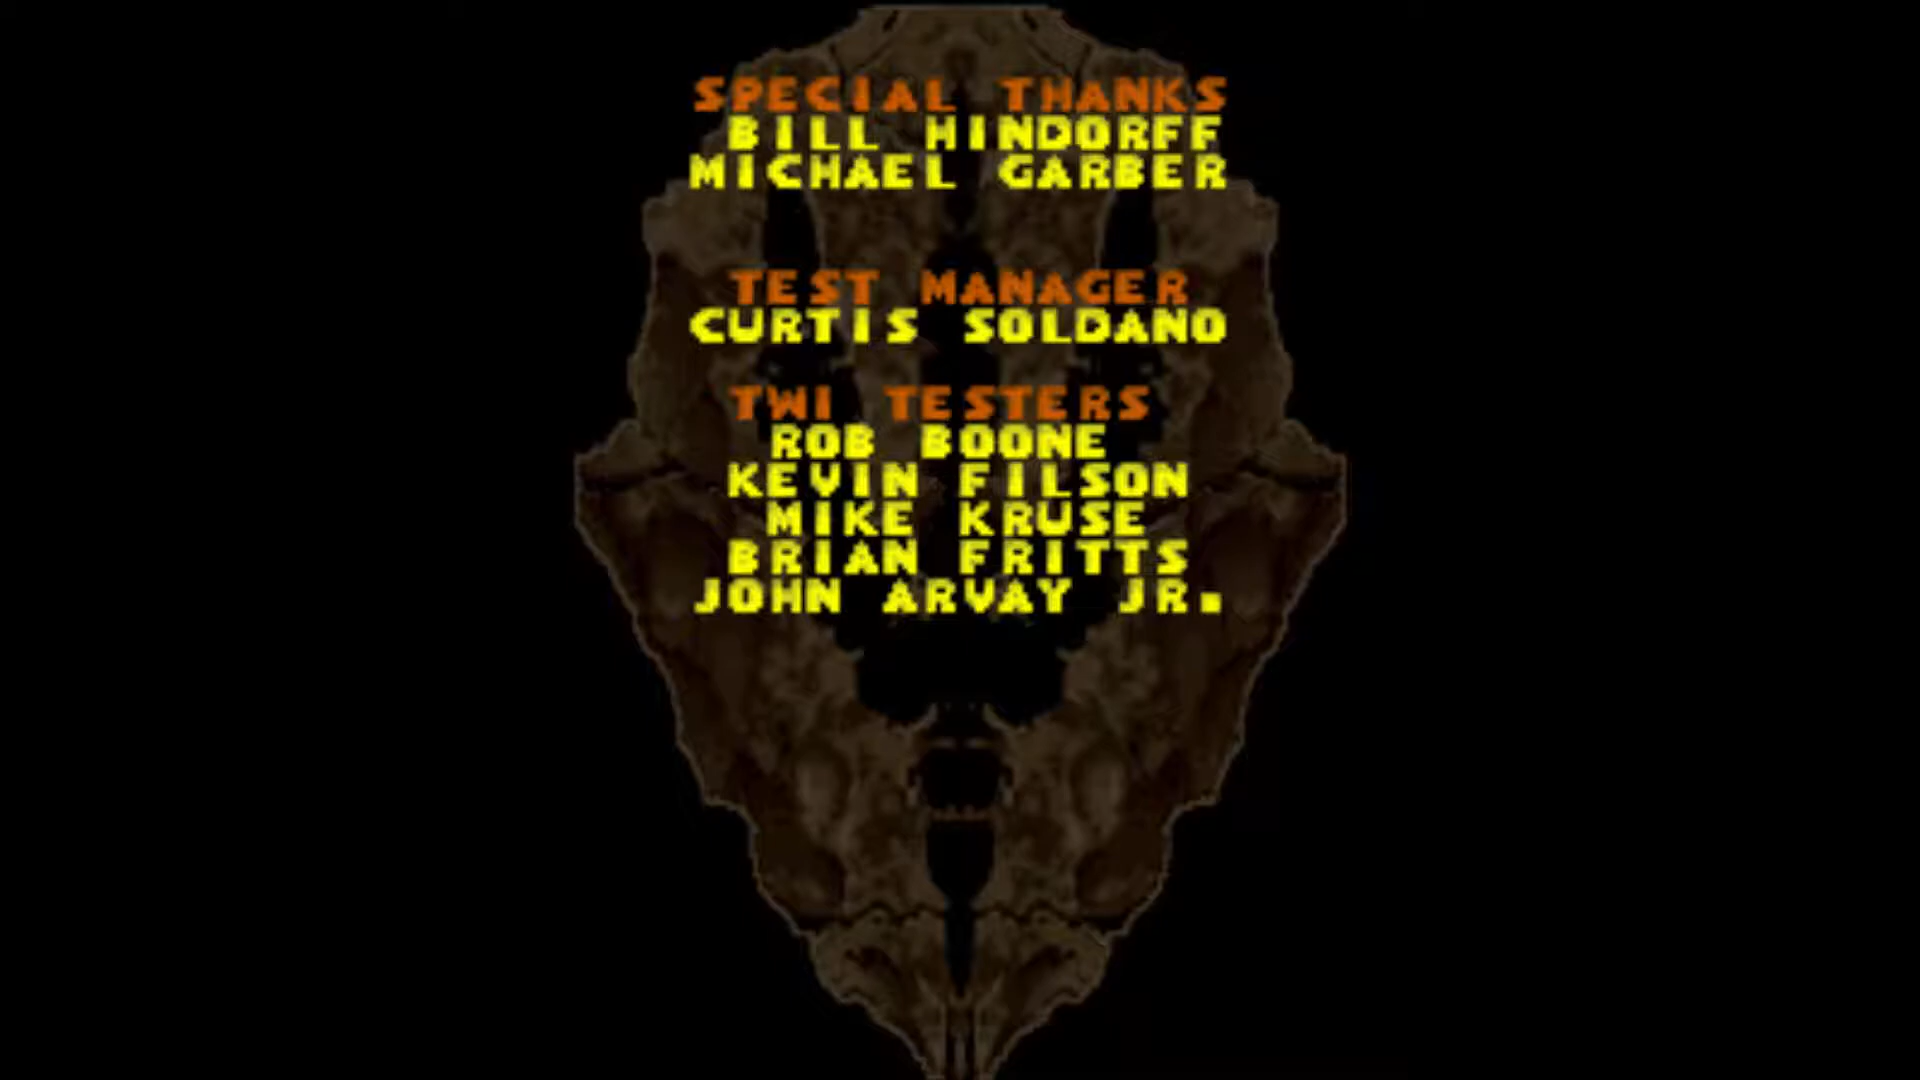 SPECIAL THANKS
BILL HINDORFF
MICHAEL GARBER
TEST MANAGER
CURTIS SOLDANO
TWI TESTERS
ROB BOONE
KEVIN FILSON
MIKE KRUSE
BRIAN FRITTS
JOHN ARVAY JR.